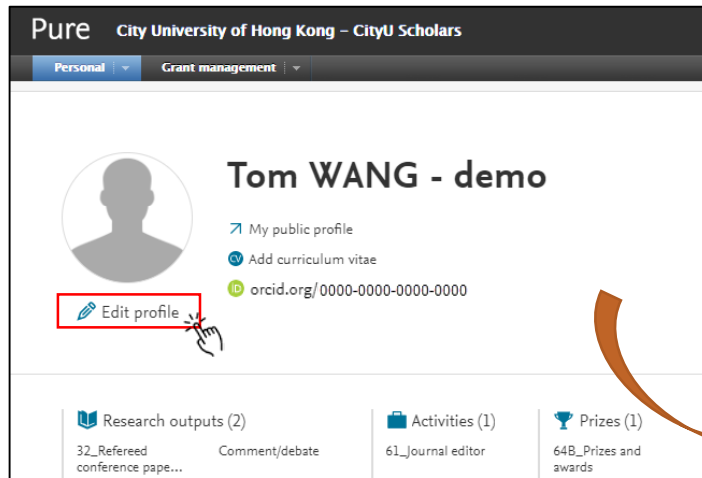 Pure City University of Hong Kong – CityU Scholars
Personal Grant management
Tom WANG - demo
My public profile
CV Add curriculum vitae
iD orcid.org/0000-0000-0000-0000
Edit profile
Research outputs (2) Activities (1) Prizes (1)
32_Refereed Comment/debate 61_Journal editor 64B_Prizes and
conference pape... awards